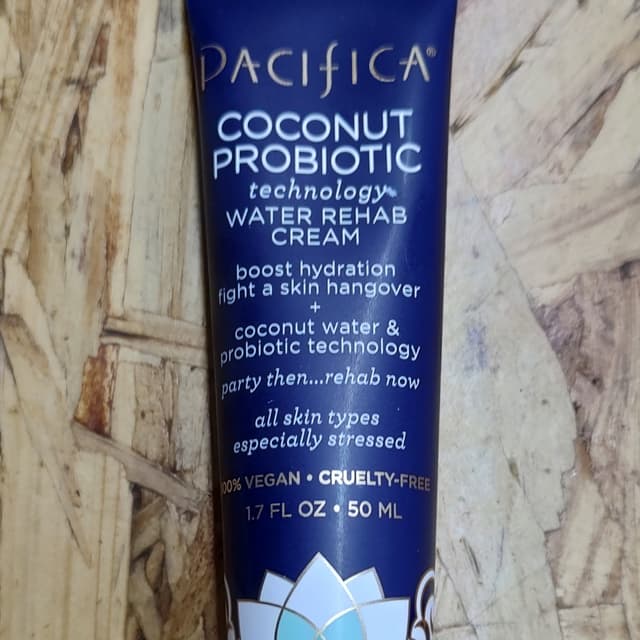 PACIFICA®
COCONUT
PROBIOTIC
technology
WATER REHAB
CREAM
boost hydration
fight a skin hangover
+
coconut water &
probiotic technology
party then...rehab now
all skin types
especially stressed
100% VEGAN • CRUELTY-FREE
1.7 FL OZ • 50 ML